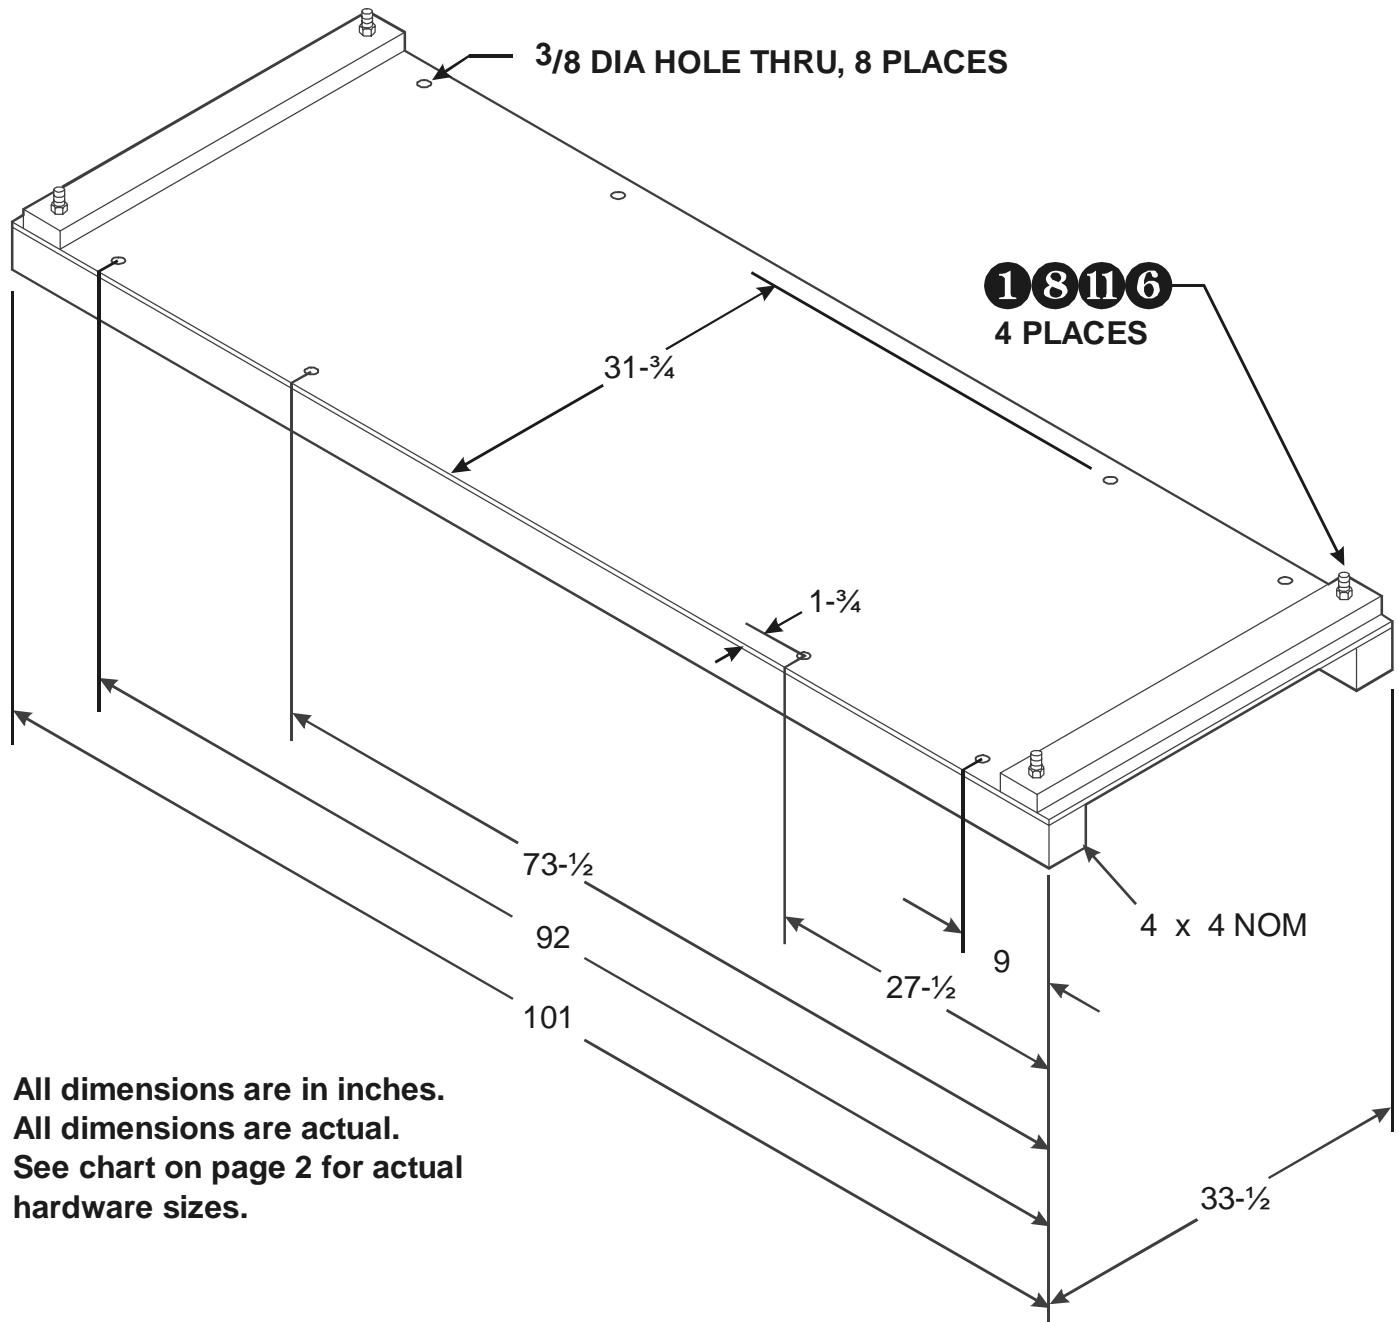 3/8 DIA HOLE THRU, 8 PLACES
1 8 11 6
4 PLACES
31-¾
1-¾
73-½
4 x 4 NOM
92
9
27-½
101
All dimensions are in inches.
All dimensions are actual.
See chart on page 2 for actual
hardware sizes.
33-½